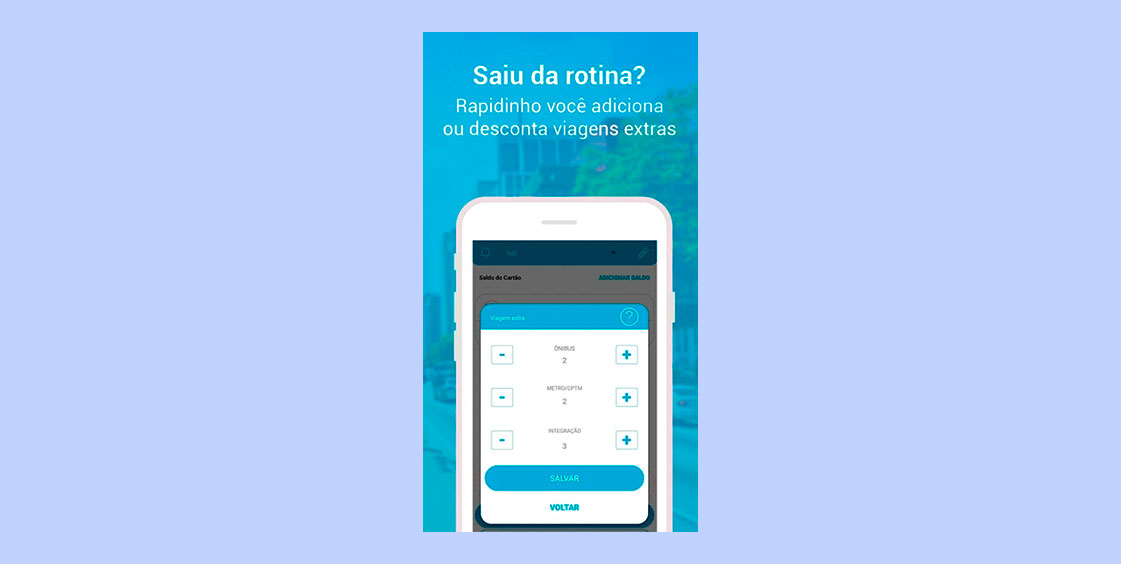 Saiu da rotina?
Rapidinho você adiciona
ou desconta viagens extras
Saldo do Cartão
ADICIONAR SALDO
Viagem extra:
?
- ÔNIBUS +
2
- METRÔ/CPTM +
2
- INTEGRAÇÃO +
3
SALVAR
VOLTAR